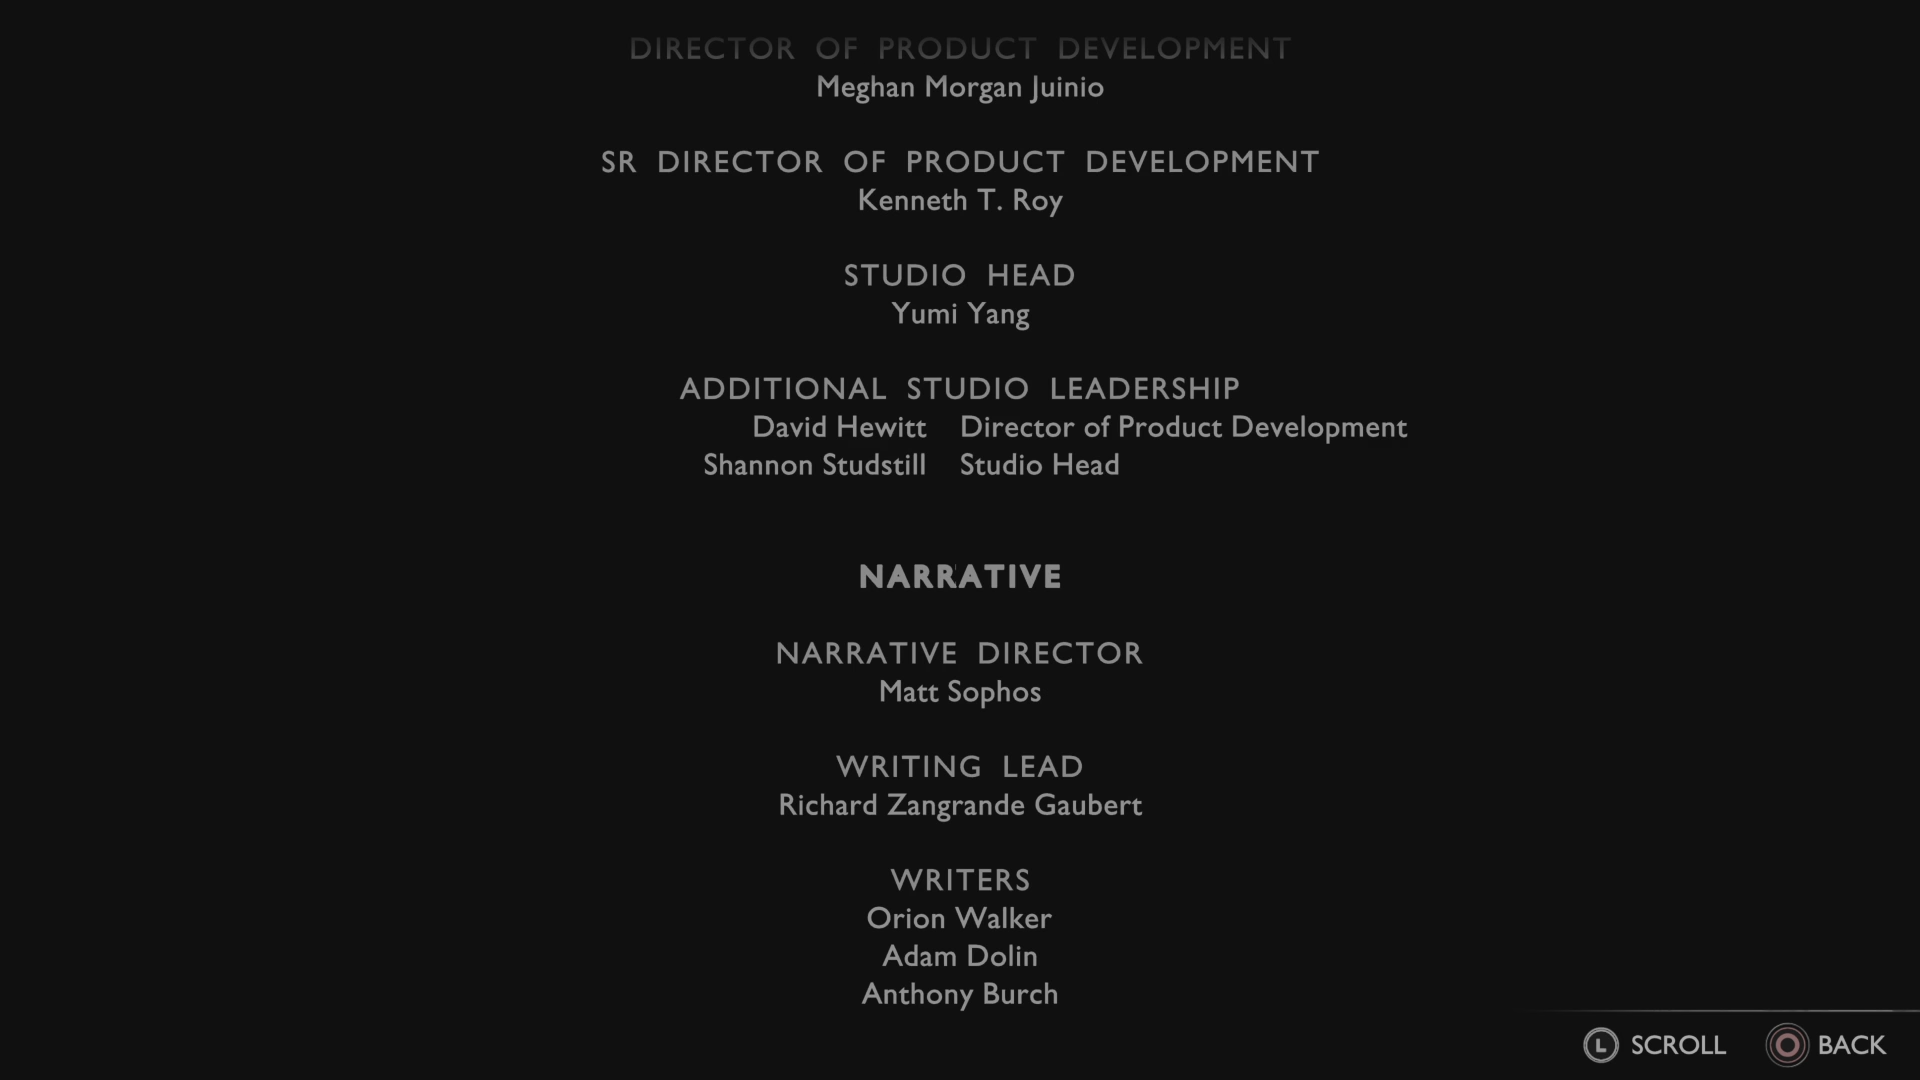 DIRECTOR OF PRODUCT DEVELOPMENT
Meghan Morgan Juinio
SR DIRECTOR OF PRODUCT DEVELOPMENT
Kenneth T. Roy
STUDIO HEAD
Yumi Yang
ADDITIONAL STUDIO LEADERSHIP
David Hewitt Director of Product Development
Shannon Studstill Studio Head
NARRATIVE
NARRATIVE DIRECTOR
Matt Sophos
WRITING LEAD
Richard Zangrande Gaubert
WRITERS
Orion Walker
Adam Dolin
Anthony Burch
L SCROLL BACK